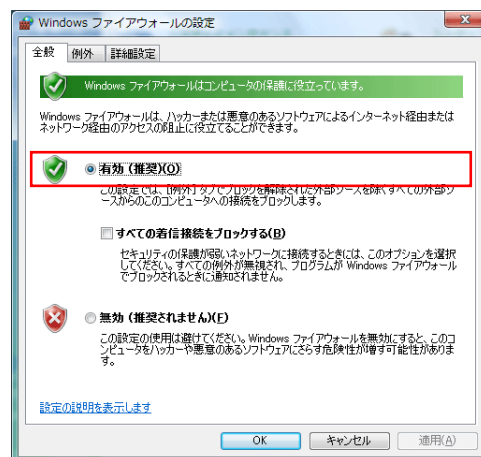 Windows ファイアウォールの設定
全般 例外 詳細設定
Windows ファイアウォールはコンピュータの保護に役立っています。
Windows ファイアウォールは、ハッカーまたは悪意のあるソフトウェアによるインターネット経由または
ネットワーク経由のアクセスの阻止に役立てることができます。
有効 (推奨)(O)
この設定では、[例外] タブでブロックを解除された外部ソースを除くすべての外部ソ
ースからのこのコンピュータへの接続をブロックします。
すべての着信接続をブロックする(B)
セキュリティの保護が弱いネットワークに接続するときには、このオプションを選択
してください。すべての例外が無視され、プログラムが Windows ファイアウォール
でブロックされるときに通知されません。
無効 (推奨されません)(F)
この設定の使用は避けてください。Windows ファイアウォールを無効にすると、このコ
ンピュータをハッカーや悪意のあるソフトウェアにさらす危険性が増す可能性がありま
す。
設定の説明を表示します
OK キャンセル 適用(A)